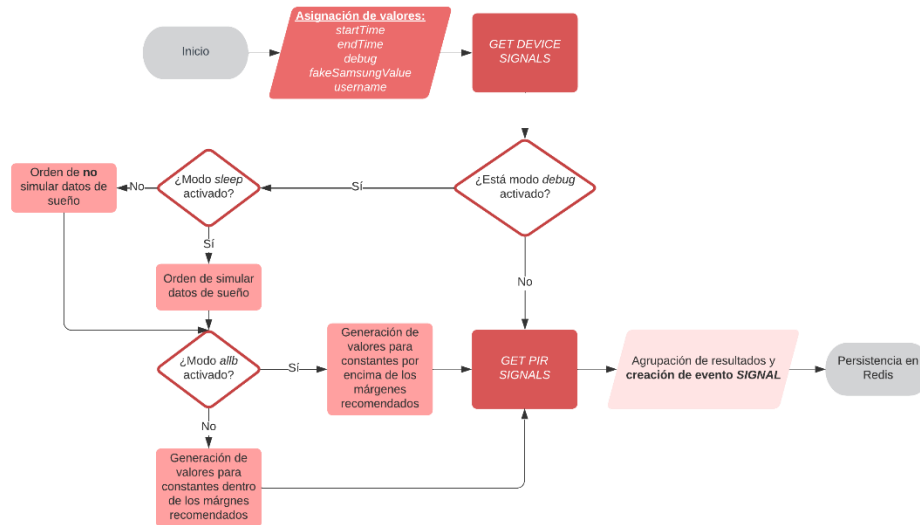 Inicio
Asignación de valores:
startTime
endTime
debug
fakeSamsungValue
username
GET DEVICE
SIGNALS
¿Está modo debug
activado?
Sí
No
¿Modo sleep
activado?
No
Sí
Orden de no
simular datos de
sueño
Orden de simular
datos de sueño
¿Modo allb
activado?
Sí
No
Generación de
valores para
constantes por
encima de los
márgenes
recomendados
Generación de
valores para
constantes dentro
de los márgnes
recomendados
GET PIR
SIGNALS
Agrupación de resultados y
creación de evento SIGNAL
Persistencia en
Redis